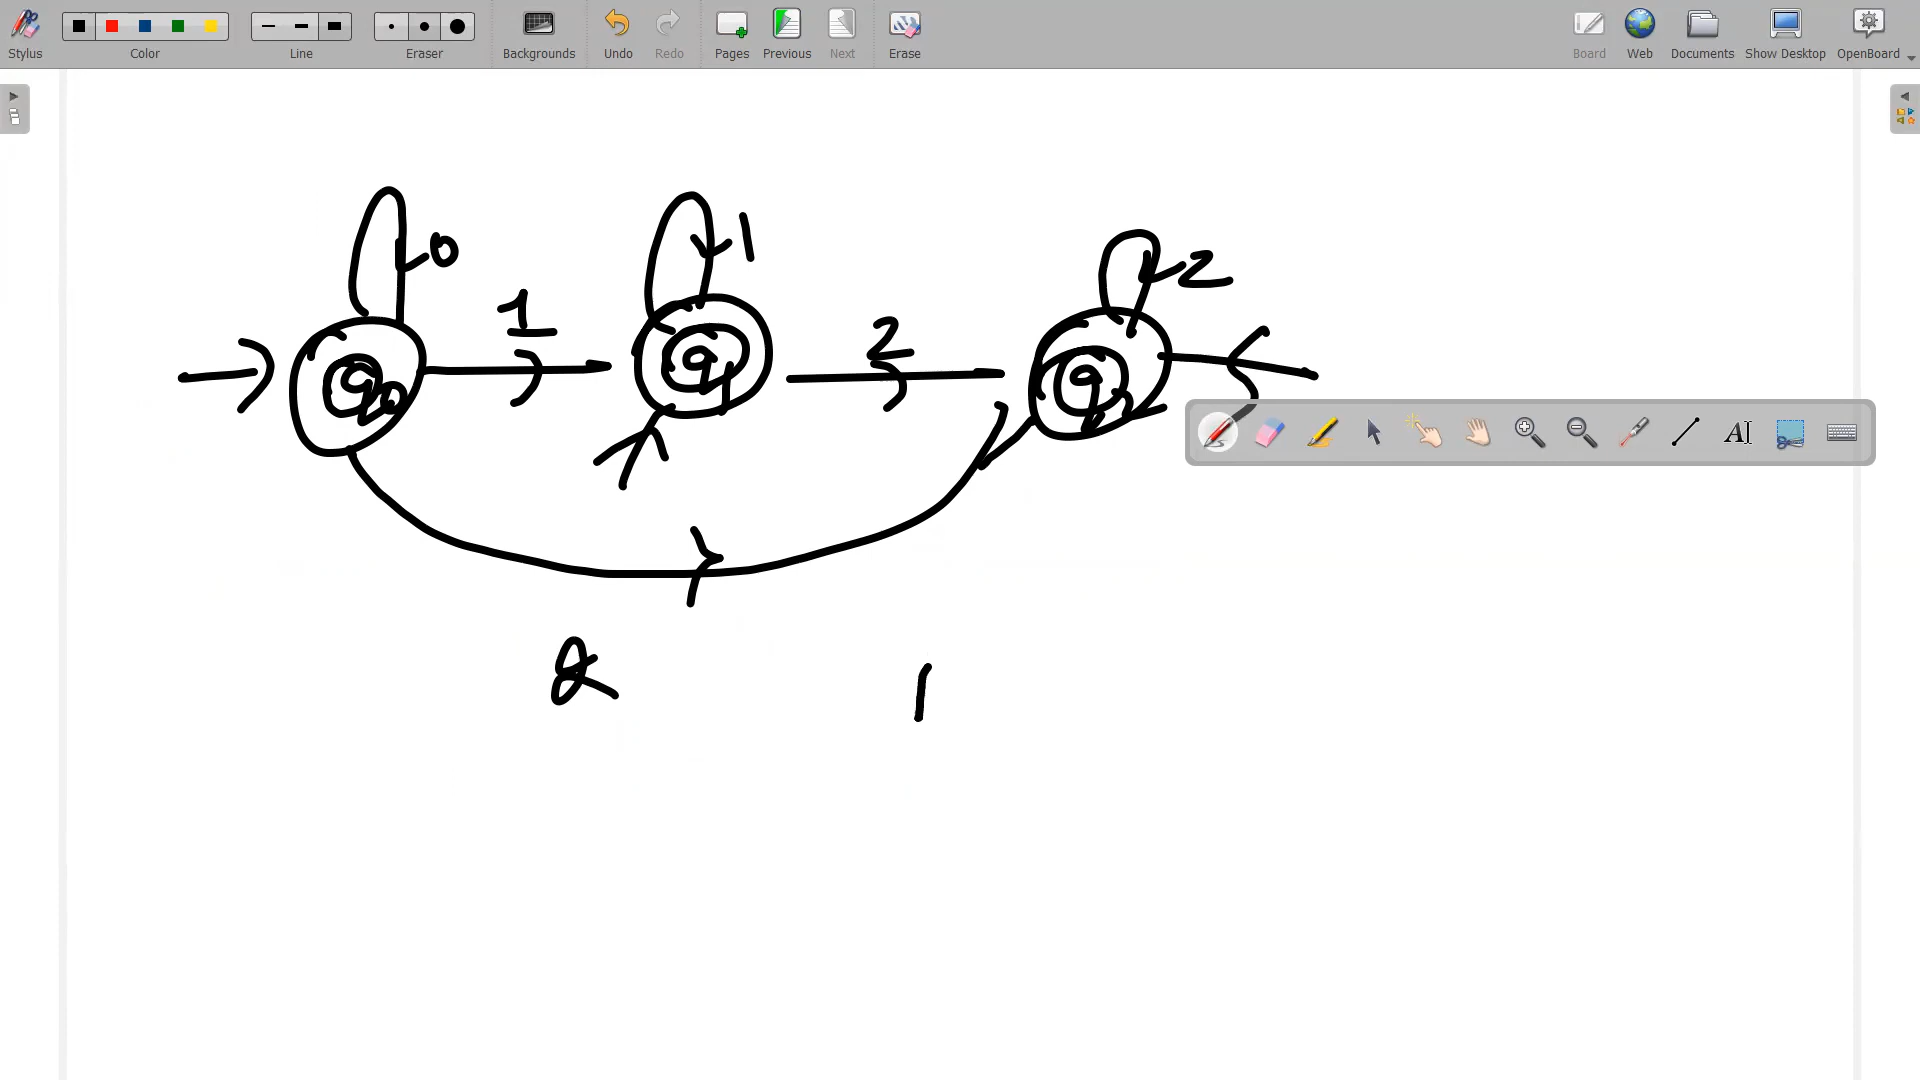 Stylus Color Line Eraser Backgrounds Undo Redo Pages Previous Next Erase Board Web Documents Show Desktop OpenBoard
0 1 2
1 2
q0 q1 q2
2 1